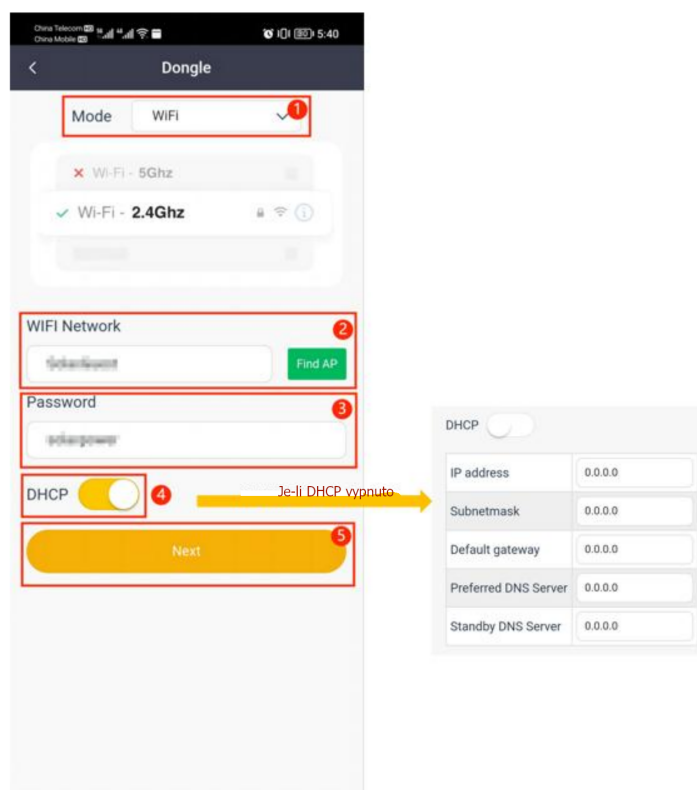 China Telecom HD
China Mobile HD
5:40
80
Dongle
Mode WiFi
1
Wi-Fi - 5Ghz
Wi-Fi - 2.4Ghz
WIFI Network
2
Find AP
Password
3
DHCP
4
Je-li DHCP vypnuto
Next
5
DHCP
IP address 0.0.0.0
Subnetmask 0.0.0.0
Default gateway 0.0.0.0
Preferred DNS Server 0.0.0.0
Standby DNS Server 0.0.0.0